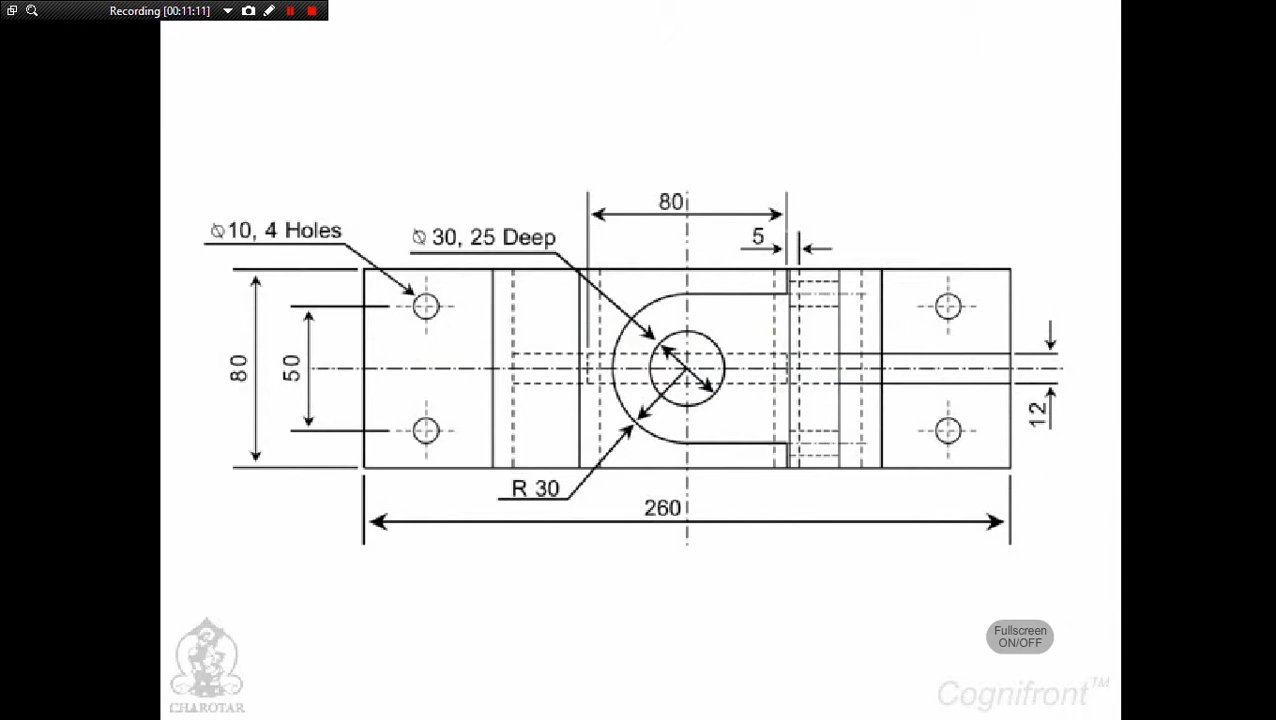 Recording [00:11:11]
80
⌀10, 4 Holes
⌀ 30, 25 Deep
5
80
50
12
R 30
260
Fullscreen
ON/OFF
Cognifront™
CHAROTAR